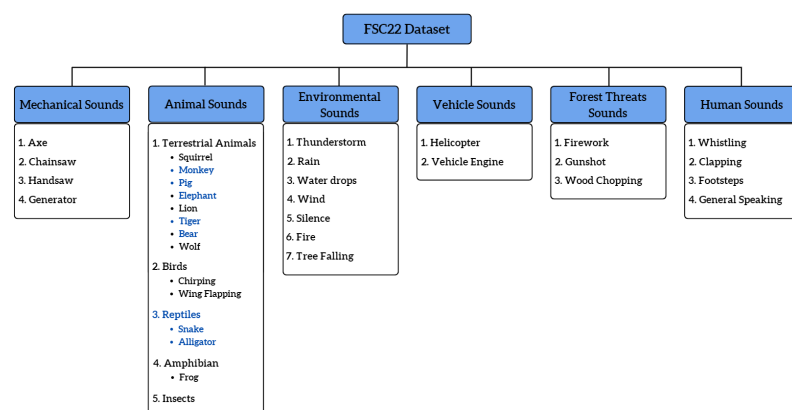 FSC22 Dataset
Mechanical Sounds
1. Axe
2. Chainsaw
3. Handsaw
4. Generator
Animal Sounds
1. Terrestrial Animals
• Squirrel
• Monkey
• Pig
• Elephant
• Lion
• Tiger
• Bear
• Wolf
2. Birds
• Chirping
• Wing Flapping
3. Reptiles
• Snake
• Alligator
4. Amphibian
• Frog
5. Insects
Environmental
Sounds
1. Thunderstorm
2. Rain
3. Water drops
4. Wind
5. Silence
6. Fire
7. Tree Falling
Vehicle Sounds
1. Helicopter
2. Vehicle Engine
Forest Threats
Sounds
1. Firework
2. Gunshot
3. Wood Chopping
Human Sounds
1. Whistling
2. Clapping
3. Footsteps
4. General Speaking